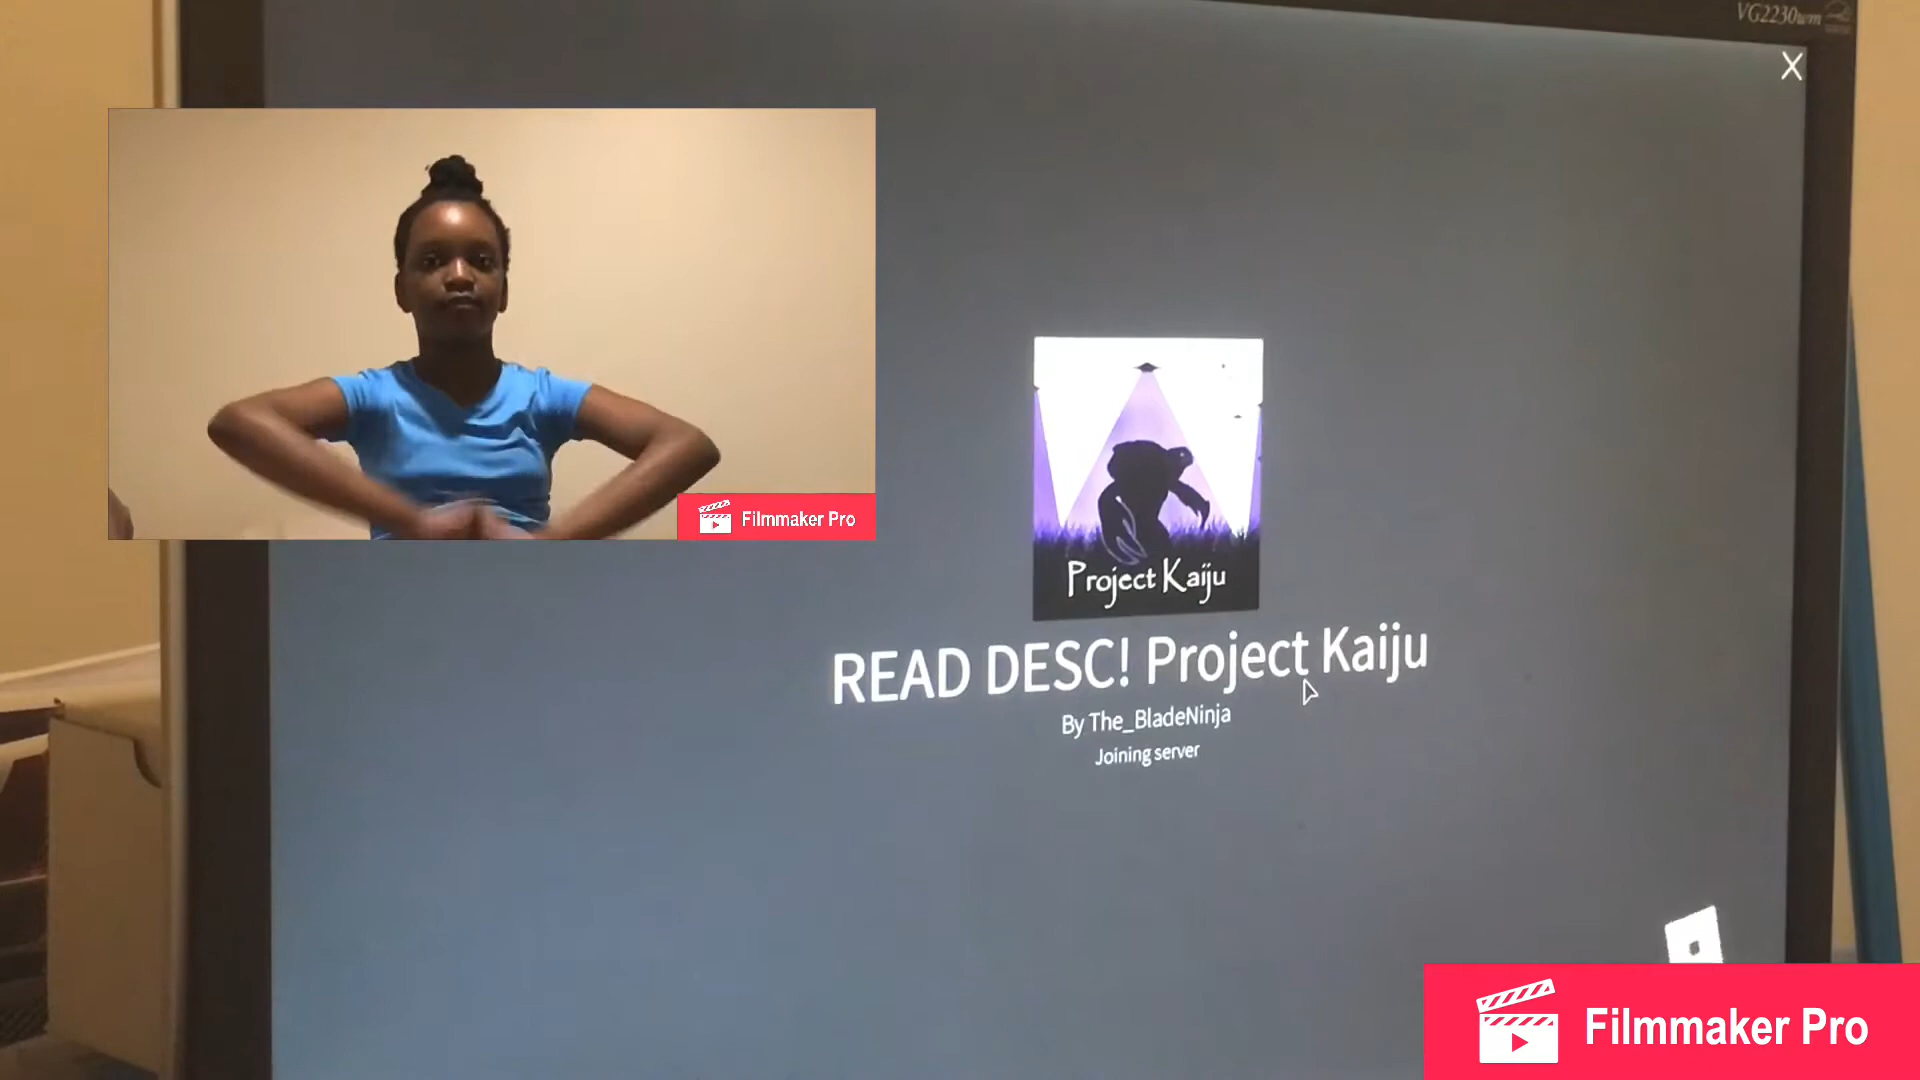 VG2230wm
X
Filmmaker Pro
Project Kaiju
READ DESC! Project Kaiju
By The_BladeNinja
Joining server
Filmmaker Pro